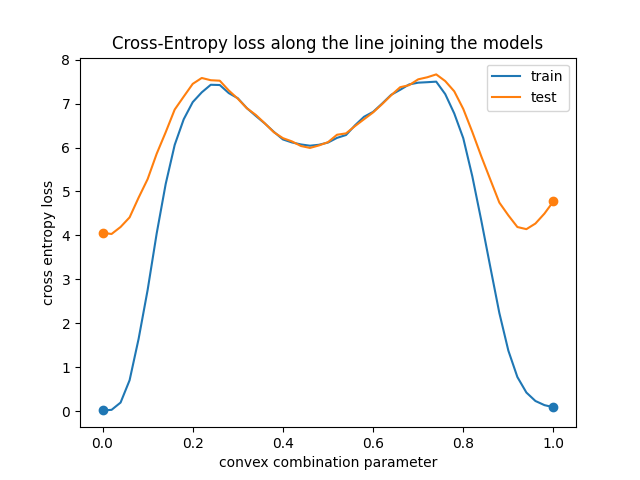 Cross-Entropy loss along the line joining the models
8
7
6
5
4
3
2
1
0
cross entropy loss
train
test
0.0 0.2 0.4 0.6 0.8 1.0
convex combination parameter